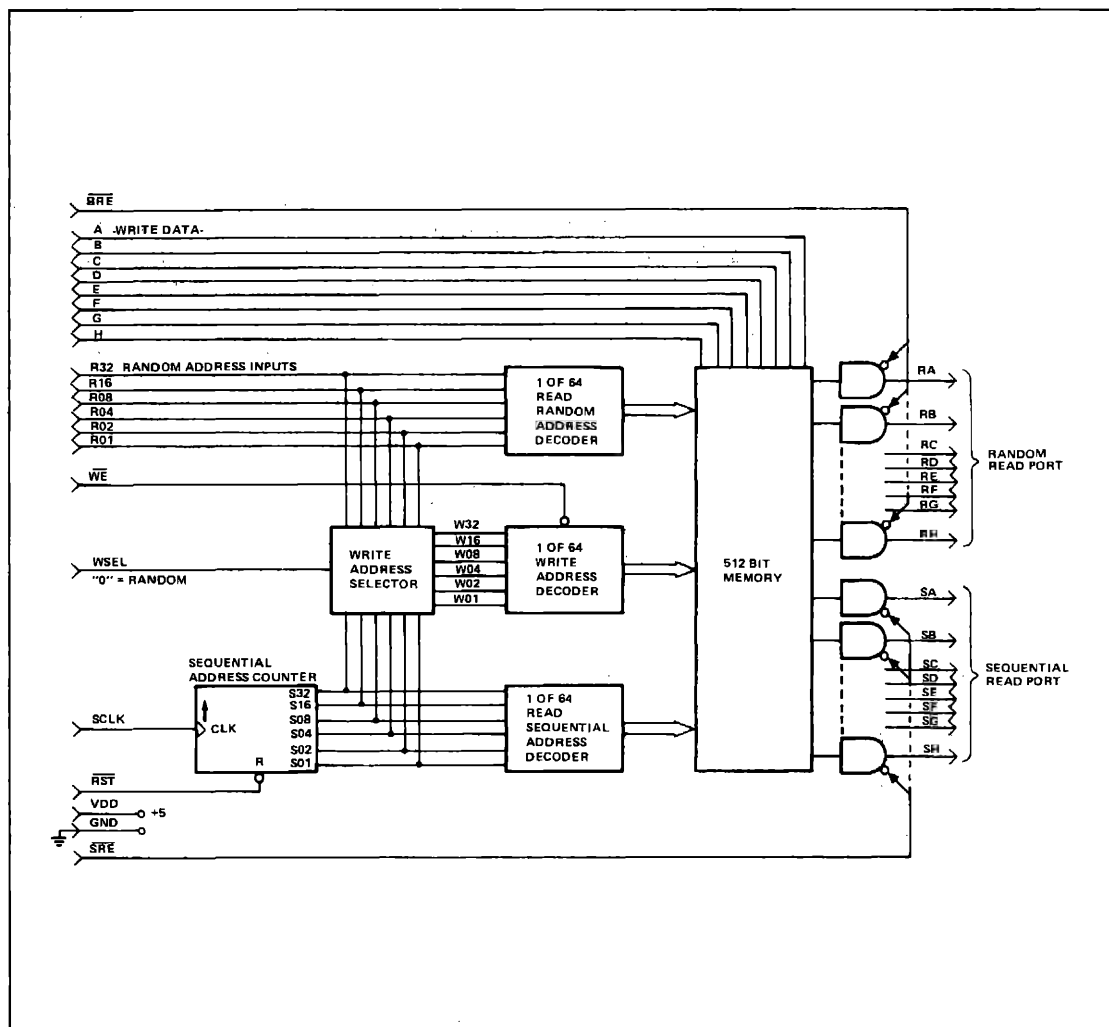 A -WRITE DATA-
B
C
D
E
F
G
H
R32 RANDOM ADDRESS INPUTS
R16
R08
R04
R02
R01
W̅E̅
WSEL
"0" = RANDOM
SCLK
R̅S̅T̅
VDD
+5
GND
S̅R̅E̅
SEQUENTIAL
ADDRESS COUNTER
CLK
R
S32
S16
S08
S04
S02
S01
WRITE
ADDRESS
SELECTOR
W32
W16
W08
W04
W02
W01
1 OF 64
READ
RANDOM
ADDRESS
DECODER
1 OF 64
WRITE
ADDRESS
DECODER
1 OF 64
READ
SEQUENTIAL
ADDRESS
DECODER
512 BIT
MEMORY
RA
RB
RC
RD
RE
RF
RG
RH
RANDOM
READ PORT
SA
SB
SC
SD
SE
SF
SG
SH
SEQUENTIAL
READ PORT